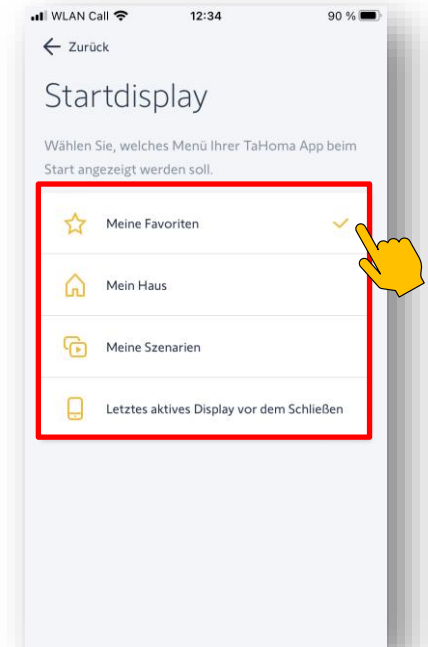 WLAN Call 12:34 90 %
Zurück
Startdisplay
Wählen Sie, welches Menü Ihrer TaHoma App beim
Start angezeigt werden soll.
Meine Favoriten
Mein Haus
Meine Szenarien
Letztes aktives Display vor dem Schließen